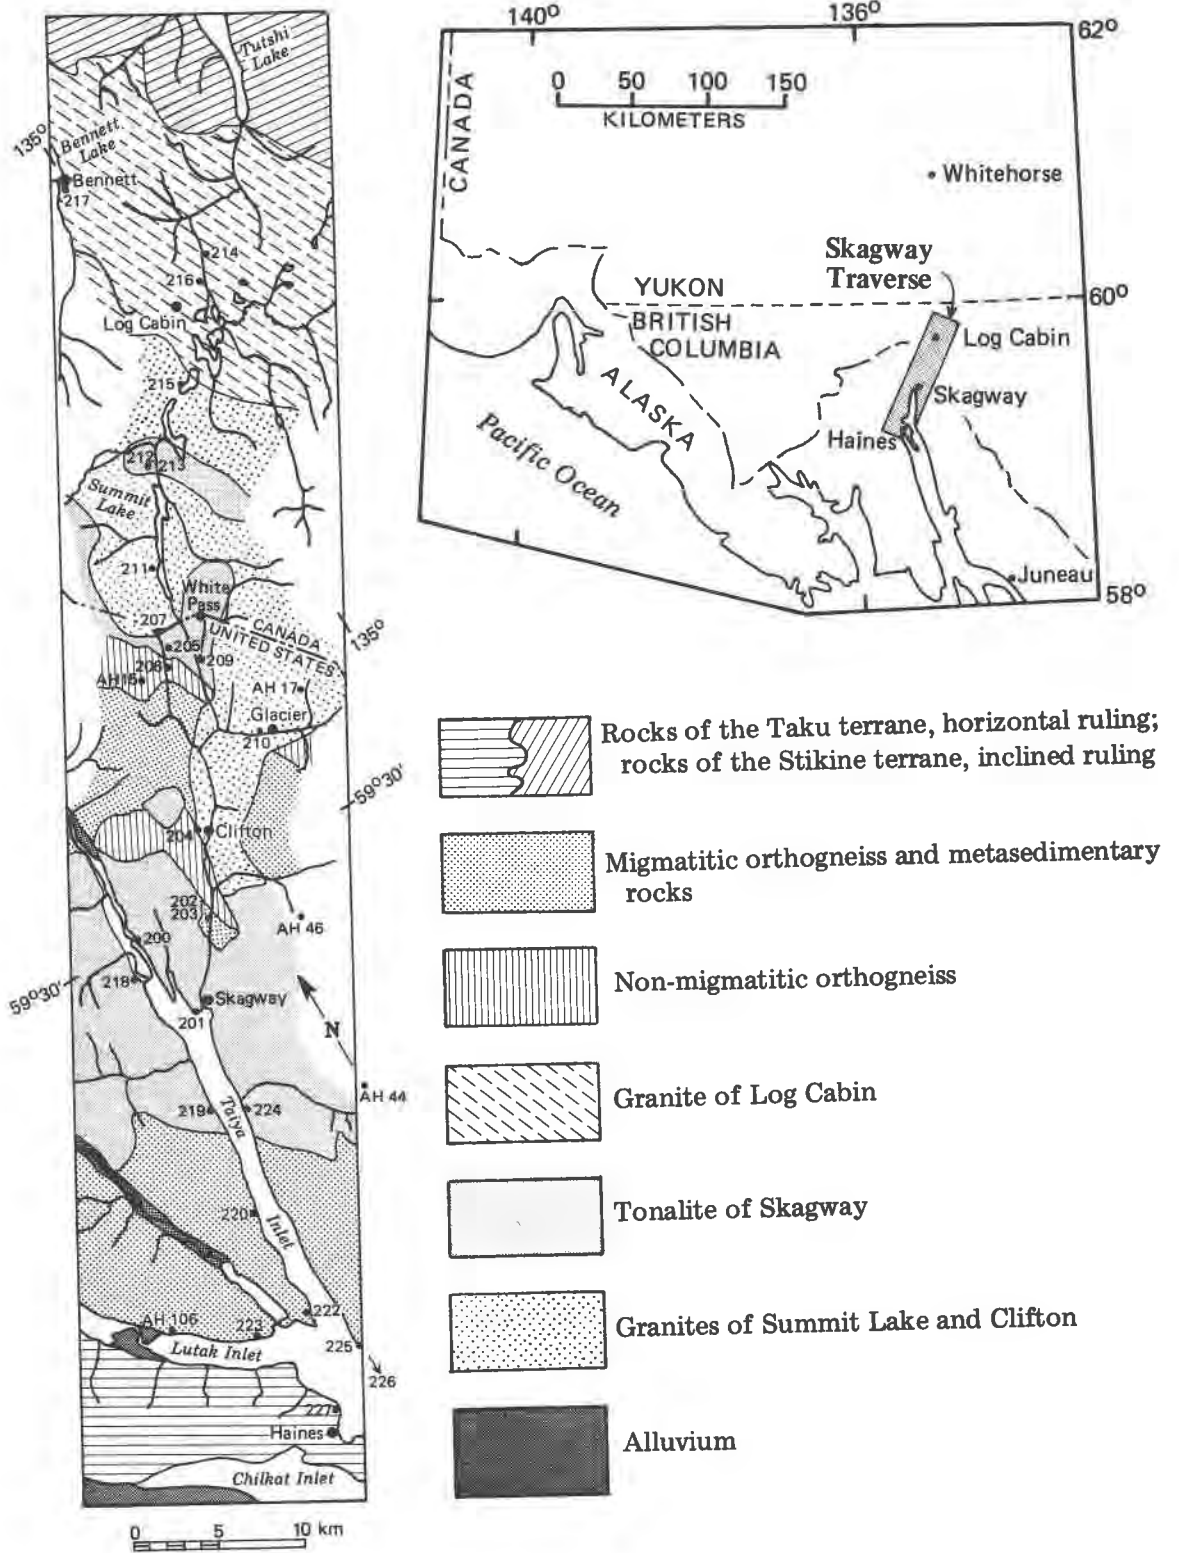 Tutshi
Lake
135°
Bennett
Lake
Bennett
217
214
216
Log Cabin
215
212
213
Summit
Lake
211
White
Pass
207
CANADA
UNITED STATES
135°
205
206
209
AH15
AH 17
Glacier
210
59°30'
204
Clifton
202
203
AH 46
200
59°30'
218
Skagway
201
N
AH 44
219
Taiya
224
220
Inlet
222
AH 106
223
225
Lutak Inlet
226
227
Haines
Chilkat Inlet
0 5 10 km
140°
136°
62°
0 50 100 150
KILOMETERS
CANADA
Whitehorse
Skagway
Traverse
YUKON
60°
BRITISH
COLUMBIA
Log Cabin
ALASKA
Skagway
Haines
Pacific Ocean
Juneau
58°
Rocks of the Taku terrane, horizontal ruling;
rocks of the Stikine terrane, inclined ruling
Migmatitic orthogneiss and metasedimentary
rocks
Non-migmatitic orthogneiss
Granite of Log Cabin
Tonalite of Skagway
Granites of Summit Lake and Clifton
Alluvium